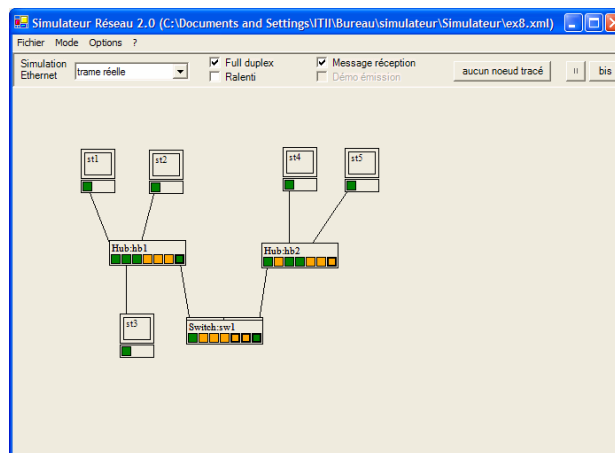 Simulateur Réseau 2.0 (C:\Documents and Settings\ITII\Bureau\simulateur\Simulateur\ex8.xml)
Fichier Mode Options ?
Simulation Ethernet
trame réelle
Full duplex
Ralenti
Message réception
Démo émission
aucun noeud tracé
II
bis
st1
st2
st4
st5
Hub:hb1
Hub:hb2
st3
Switch:sw1